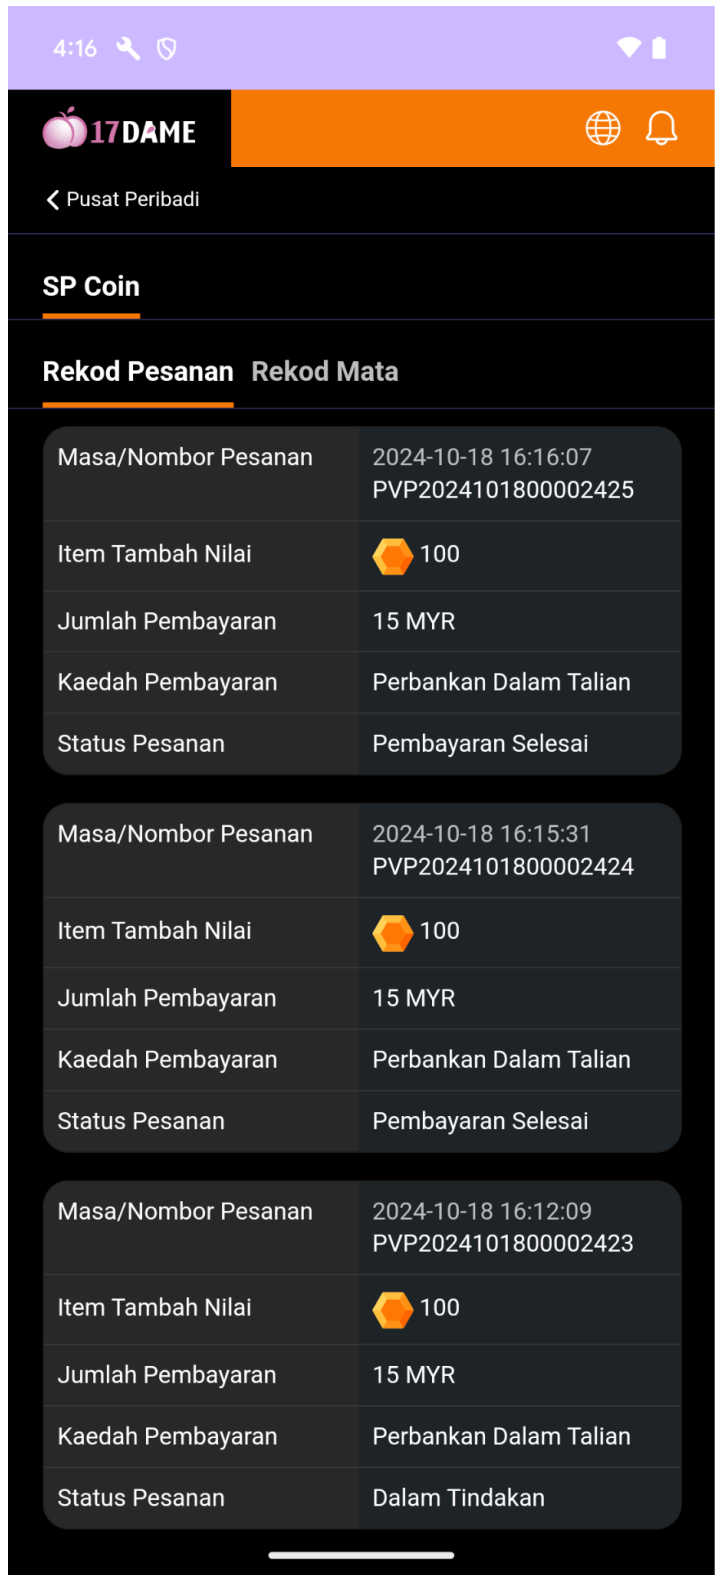 4:16
17DAME
Pusat Peribadi
SP Coin
Rekod Pesanan Rekod Mata
Masa/Nombor Pesanan 2024-10-18 16:16:07
PVP2024101800002425
Item Tambah Nilai 100
Jumlah Pembayaran 15 MYR
Kaedah Pembayaran Perbankan Dalam Talian
Status Pesanan Pembayaran Selesai
Masa/Nombor Pesanan 2024-10-18 16:15:31
PVP2024101800002424
Item Tambah Nilai 100
Jumlah Pembayaran 15 MYR
Kaedah Pembayaran Perbankan Dalam Talian
Status Pesanan Pembayaran Selesai
Masa/Nombor Pesanan 2024-10-18 16:12:09
PVP2024101800002423
Item Tambah Nilai 100
Jumlah Pembayaran 15 MYR
Kaedah Pembayaran Perbankan Dalam Talian
Status Pesanan Dalam Tindakan